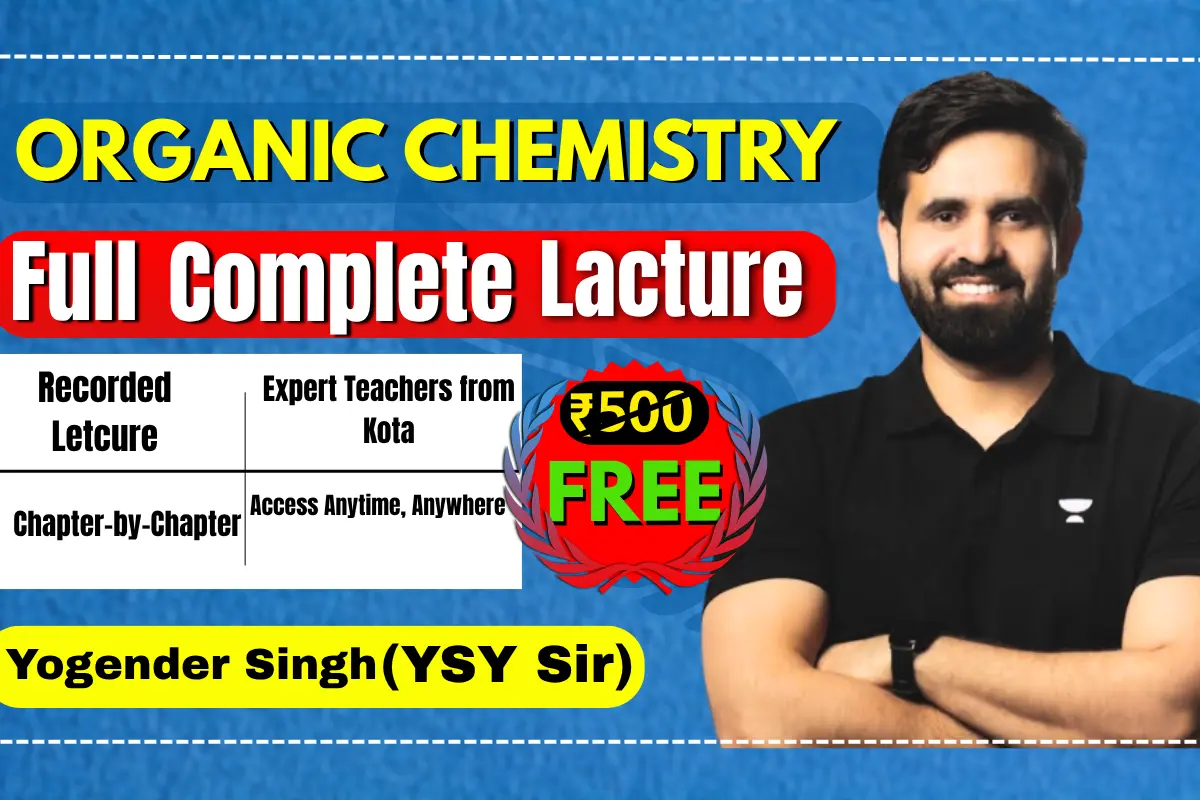 ORGANIC CHEMISTRY
Full Complete Lacture
Recorded
Letcure
Expert Teachers from
Kota
Chapter-by-Chapter
Access Anytime, Anywhere
₹500
FREE
Yogender Singh(YSY Sir)